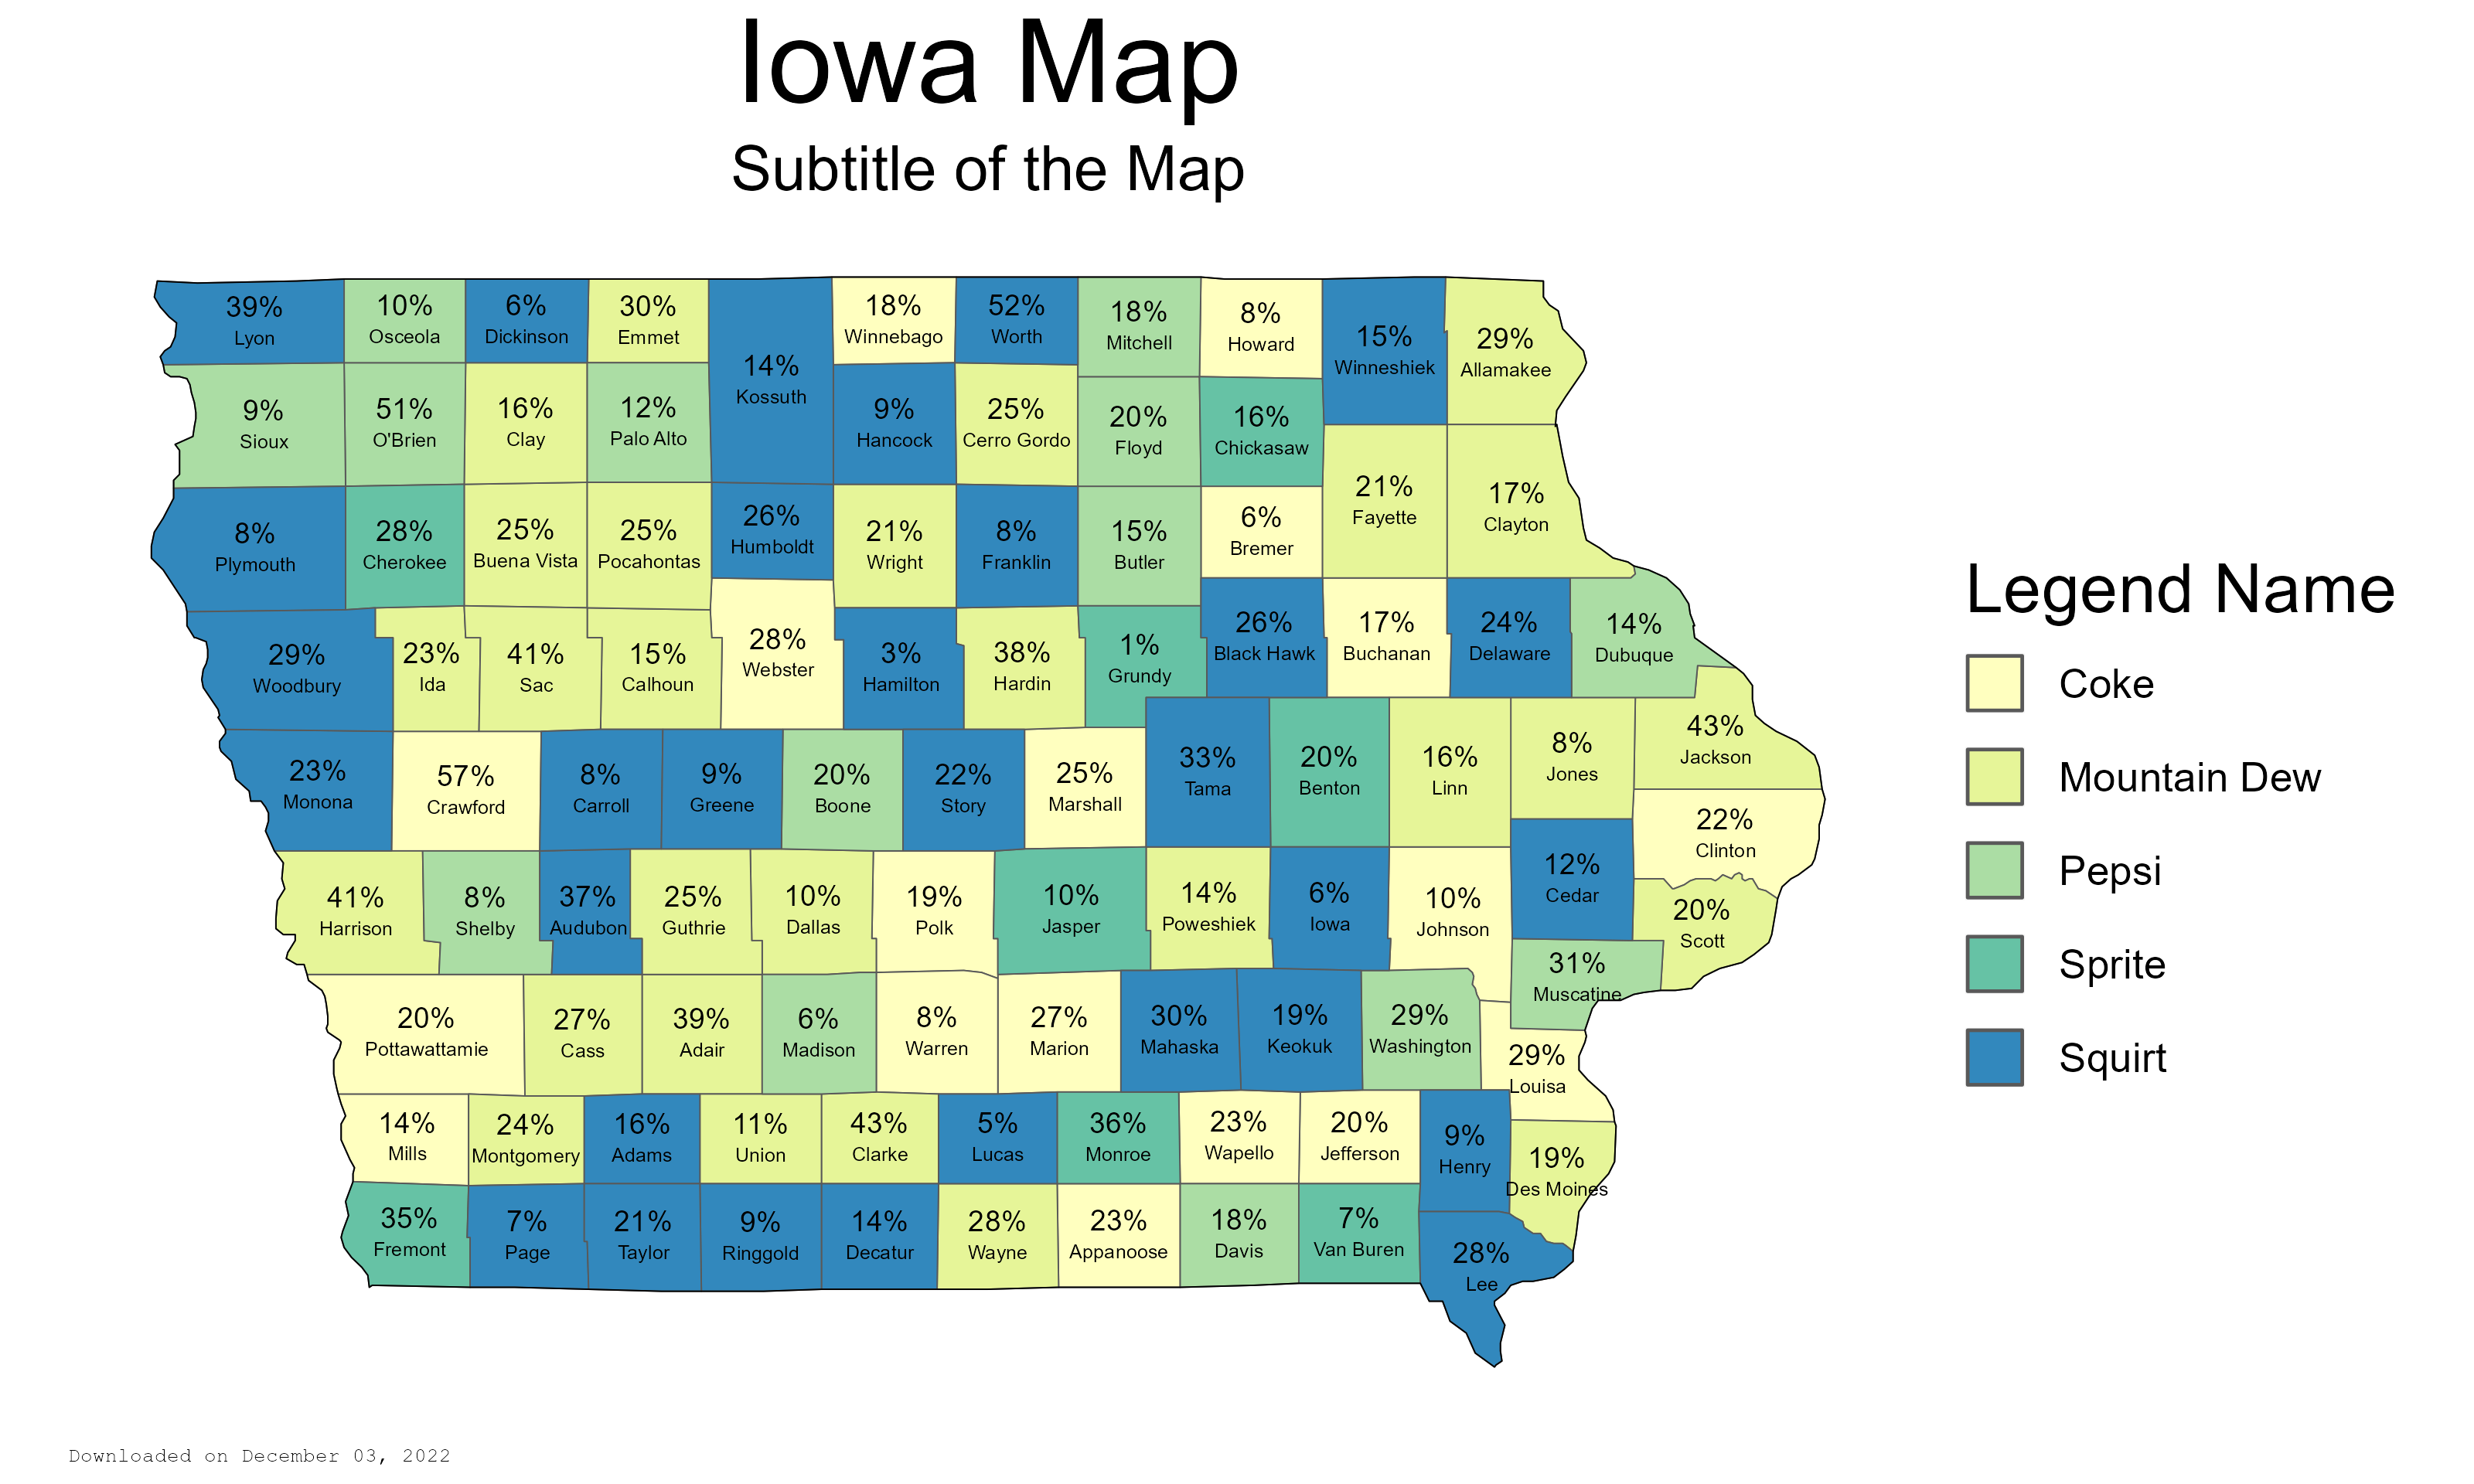 Iowa Map
Subtitle of the Map
39%
Lyon
10%
Osceola
6%
Dickinson
30%
Emmet
14%
Kossuth
18%
Winnebago
52%
Worth
18%
Mitchell
8%
Howard
15%
Winneshiek
29%
Allamakee
9%
Sioux
51%
O'Brien
16%
Clay
12%
Palo Alto
9%
Hancock
25%
Cerro Gordo
20%
Floyd
16%
Chickasaw
21%
Fayette
17%
Clayton
8%
Plymouth
28%
Cherokee
25%
Buena Vista
25%
Pocahontas
26%
Humboldt
21%
Wright
8%
Franklin
15%
Butler
6%
Bremer
29%
Woodbury
23%
Ida
41%
Sac
15%
Calhoun
28%
Webster
3%
Hamilton
38%
Hardin
1%
Grundy
26%
Black Hawk
17%
Buchanan
24%
Delaware
14%
Dubuque
23%
Monona
57%
Crawford
8%
Carroll
9%
Greene
20%
Boone
22%
Story
25%
Marshall
33%
Tama
20%
Benton
16%
Linn
8%
Jones
43%
Jackson
22%
Clinton
41%
Harrison
8%
Shelby
37%
Audubon
25%
Guthrie
10%
Dallas
19%
Polk
10%
Jasper
14%
Poweshiek
6%
Iowa
10%
Johnson
12%
Cedar
20%
Scott
31%
Muscatine
20%
Pottawattamie
27%
Cass
39%
Adair
6%
Madison
8%
Warren
27%
Marion
30%
Mahaska
19%
Keokuk
29%
Washington
29%
Louisa
14%
Mills
24%
Montgomery
16%
Adams
11%
Union
43%
Clarke
5%
Lucas
36%
Monroe
23%
Wapello
20%
Jefferson
9%
Henry
19%
Des Moines
35%
Fremont
7%
Page
21%
Taylor
9%
Ringgold
14%
Decatur
28%
Wayne
23%
Appanoose
18%
Davis
7%
Van Buren
28%
Lee
Legend Name
Coke
Mountain Dew
Pepsi
Sprite
Squirt
Downloaded on December 03, 2022